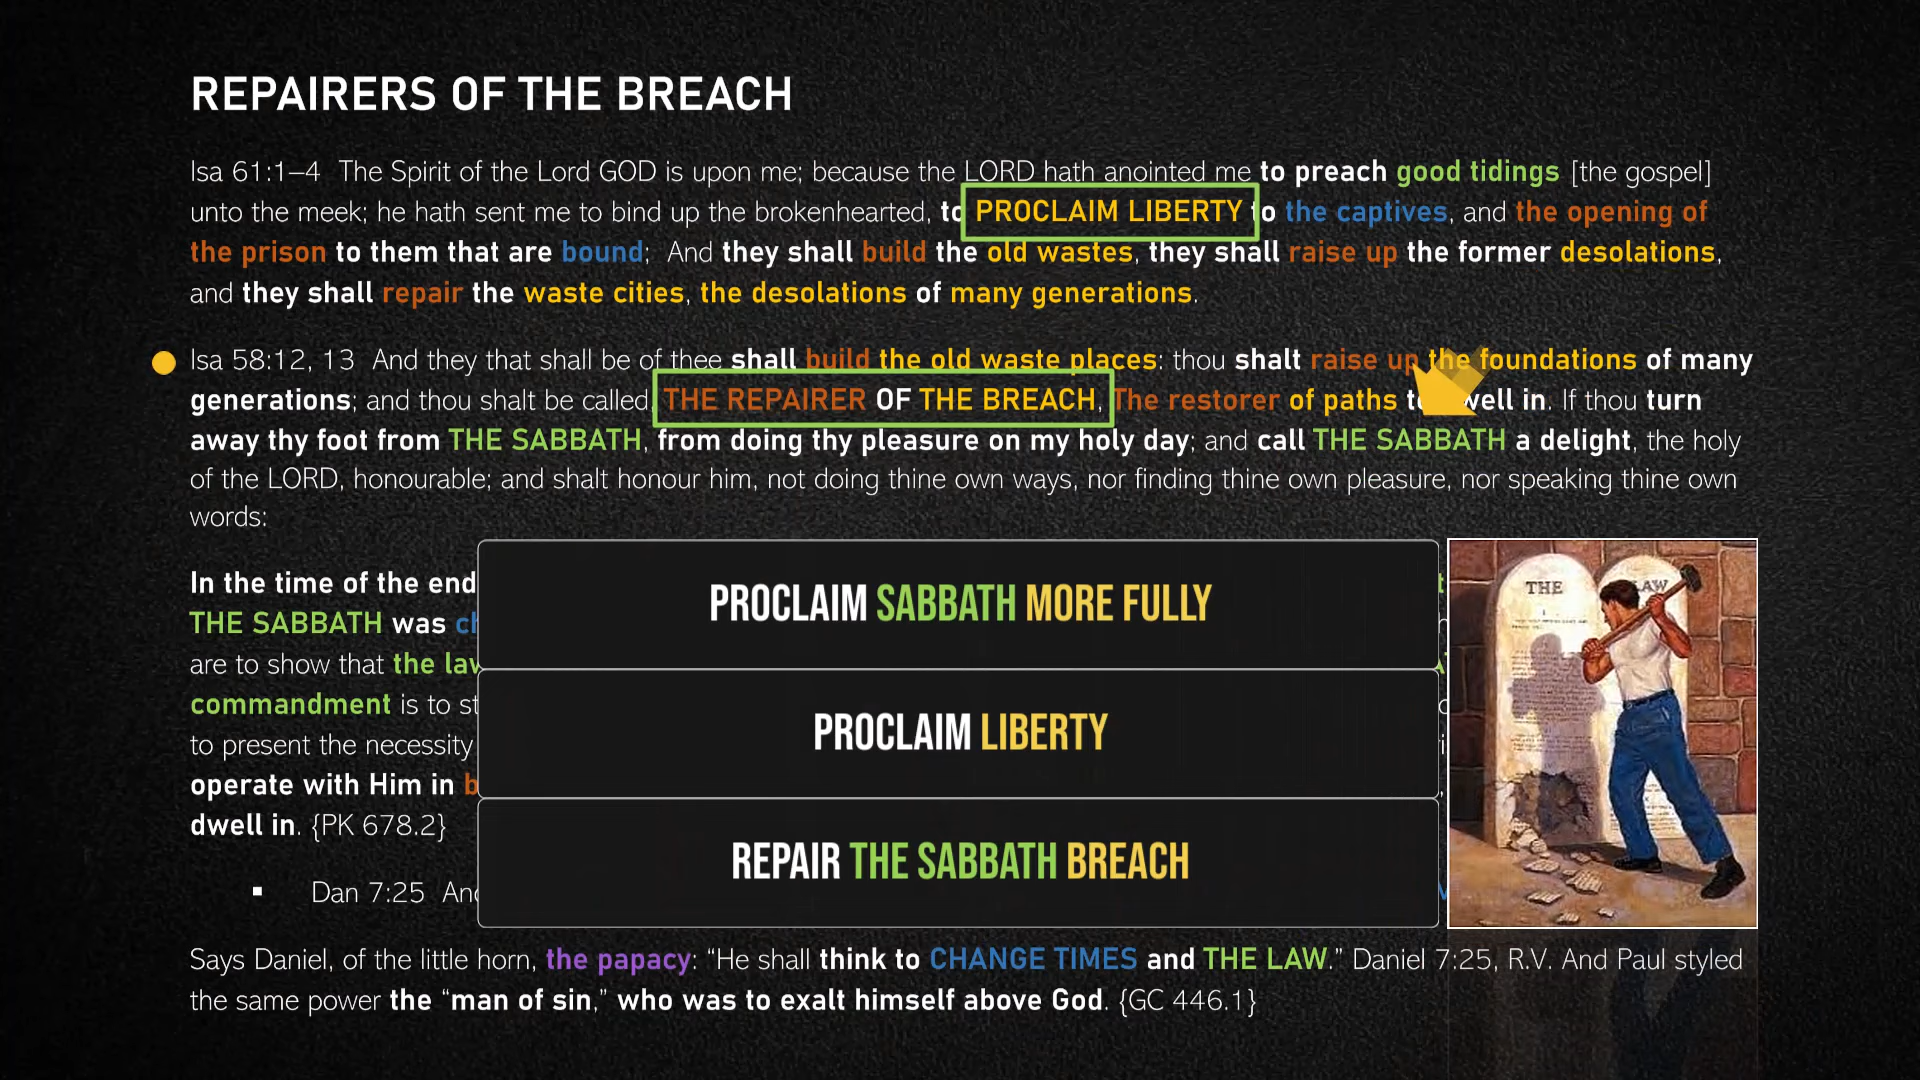 REPAIRERS OF THE BREACH
Isa 61:1–4 The Spirit of the Lord GOD is upon me; because the LORD hath anointed me to preach good tidings [the gospel]
unto the meek; he hath sent me to bind up the brokenhearted, to PROCLAIM LIBERTY to the captives, and the opening of
the prison to them that are bound; And they shall build the old wastes, they shall raise up the former desolations,
and they shall repair the waste cities, the desolations of many generations.
Isa 58:12, 13 And they that shall be of thee shall build the old waste places: thou shalt raise up the foundations of many
generations; and thou shalt be called, THE REPAIRER OF THE BREACH, The restorer of paths to dwell in. If thou turn
away thy foot from THE SABBATH, from doing thy pleasure on my holy day; and call THE SABBATH a delight, the holy
of the LORD, honourable; and shalt honour him, not doing thine own ways, nor finding thine own pleasure, nor speaking thine own
words:
In the time of the end
THE SABBATH was
are to show that the law
commandment is to
to present the necessity
operate with Him in
dwell in. {PK 678.2}
PROCLAIM SABBATH MORE FULLY
PROCLAIM LIBERTY
REPAIR THE SABBATH BREACH
THE LAW
▪ Dan 7:25 And
Says Daniel, of the little horn, the papacy: “He shall think to CHANGE TIMES and THE LAW.” Daniel 7:25, R.V. And Paul styled
the same power the “man of sin,” who was to exalt himself above God. {GC 446.1}